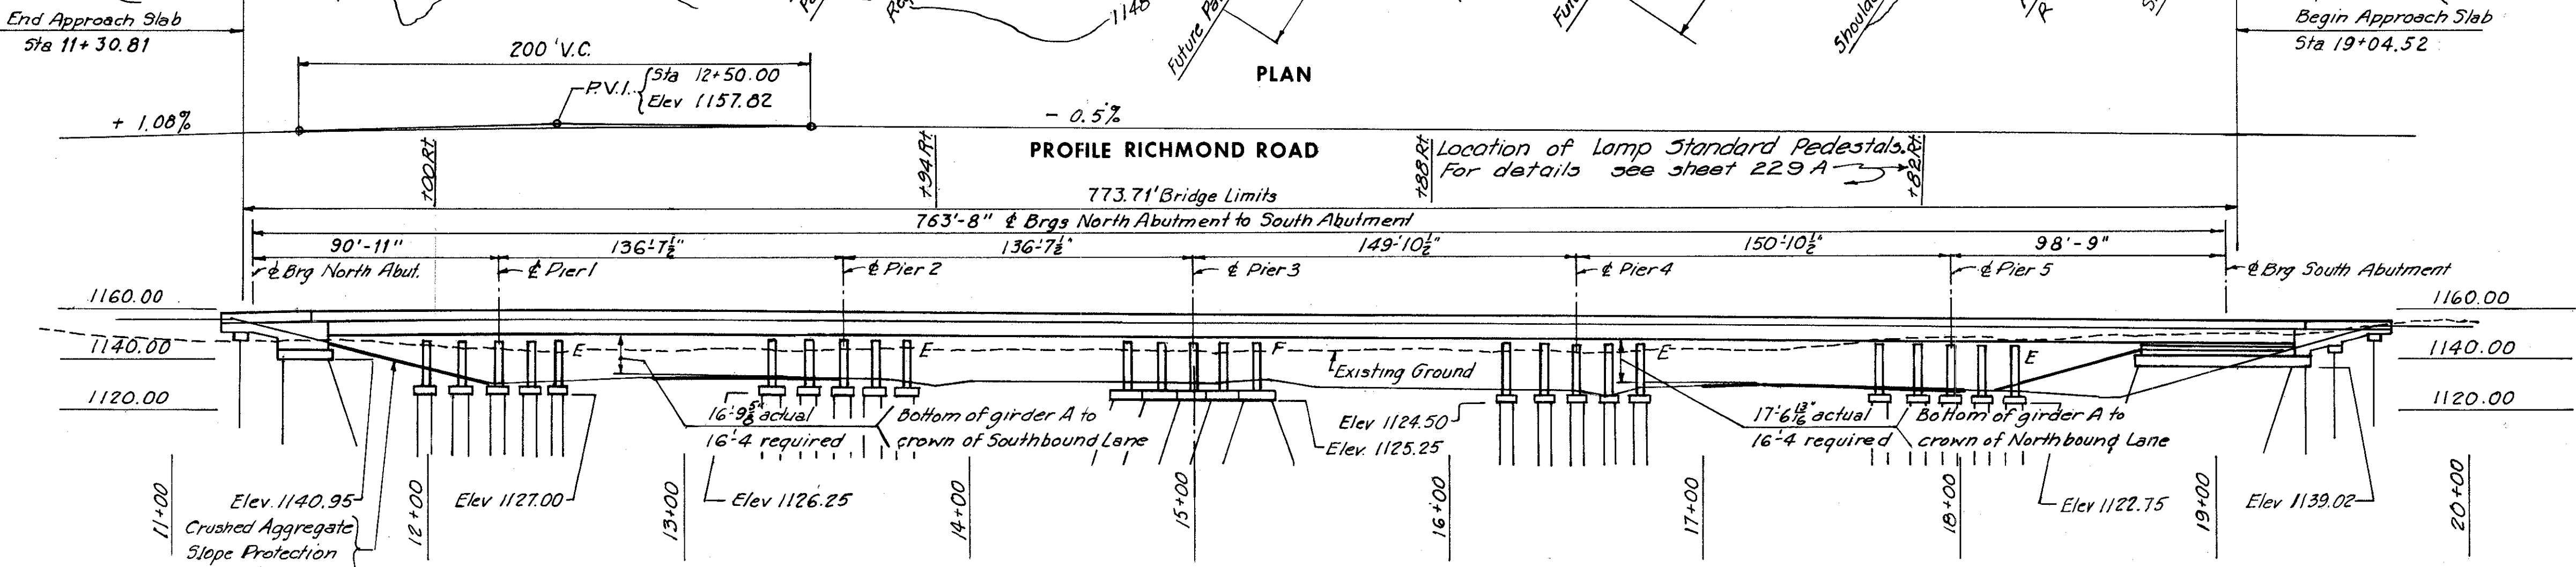 End Approach Slab
Sta 11+30.81
1148
Future
Begin Approach Slab
Sta 19+04.52
200' V.C.
P.V.I. { Sta 12+50.00
Elev 1157.82
PLAN
+ 1.08%
- 0.5%
PROFILE RICHMOND ROAD
+00Rt
+94Rt
+88Rt
+82Rt
Location of Lamp Standard Pedestals.
For details see sheet 229 A
773.71' Bridge Limits
763'-8" ℄ Brgs North Abutment to South Abutment
90'-11" 136'-7½" 136'-7½" 149'-10½" 150'-10½" 98'-9"
℄ Brg North Abut. ℄ Pier 1 ℄ Pier 2 ℄ Pier 3 ℄ Pier 4 ℄ Pier 5 ℄ Brg South Abutment
1160.00 1160.00
1140.00 E E F E E 1140.00
Existing Ground
1120.00 1120.00
16'-9⅝" actual
16'-4 required
Bottom of girder A to
crown of Southbound Lane
Elev 1124.50
Elev. 1125.25
17'-6 13/16" actual
16'-4 required
Bottom of girder A to
crown of Northbound Lane
Elev. 1140.95
Elev 1127.00
Elev 1126.25
Elev 1122.75
Elev 1139.02
Crushed Aggregate
Slope Protection
11+00 12+00 13+00 14+00 15+00 16+00 17+00 18+00 19+00 20+00